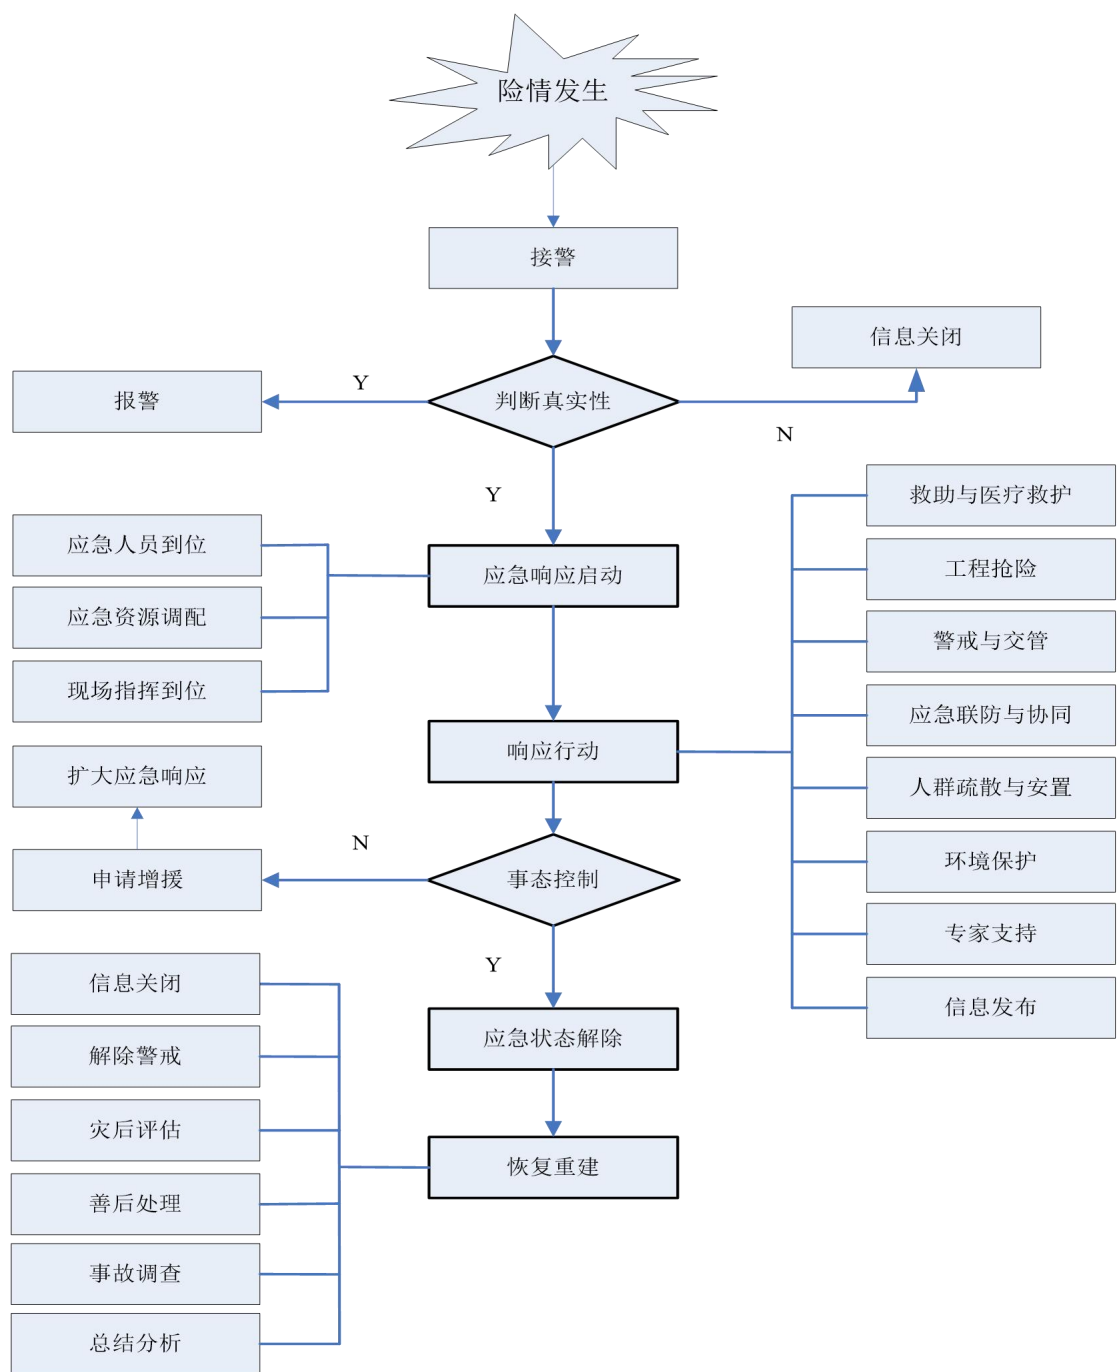 险情发生
接警
信息关闭
报警
Y
判断真实性
N
Y
救助与医疗救护
应急人员到位
应急响应启动
工程抢险
应急资源调配
警戒与交管
现场指挥到位
应急联防与协同
响应行动
扩大应急响应
人群疏散与安置
N
环境保护
申请增援
事态控制
专家支持
Y
信息关闭
信息发布
应急状态解除
解除警戒
灾后评估
恢复重建
善后处理
事故调查
总结分析